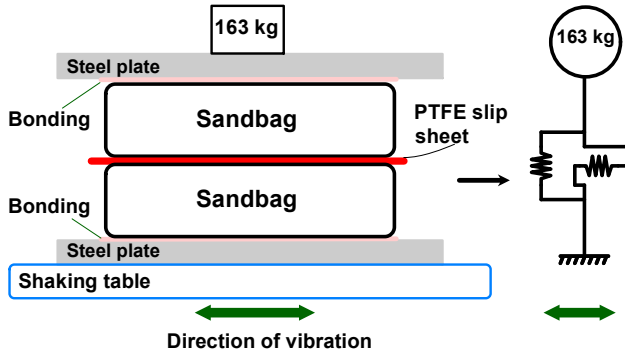 163 kg
163 kg
Steel plate
Bonding
Sandbag
PTFE slip
sheet
Sandbag
Bonding
Steel plate
Shaking table
Direction of vibration